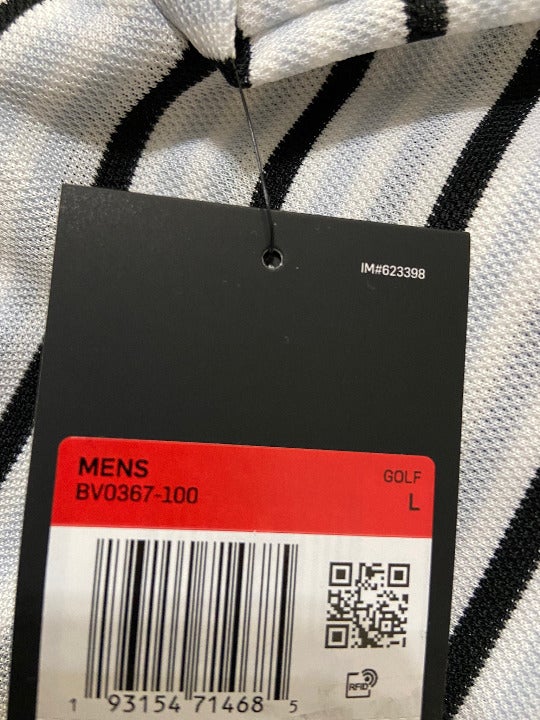 IM#623398
MENS
GOLF
BV0367-100
L
RFID
1 93154 71468 5